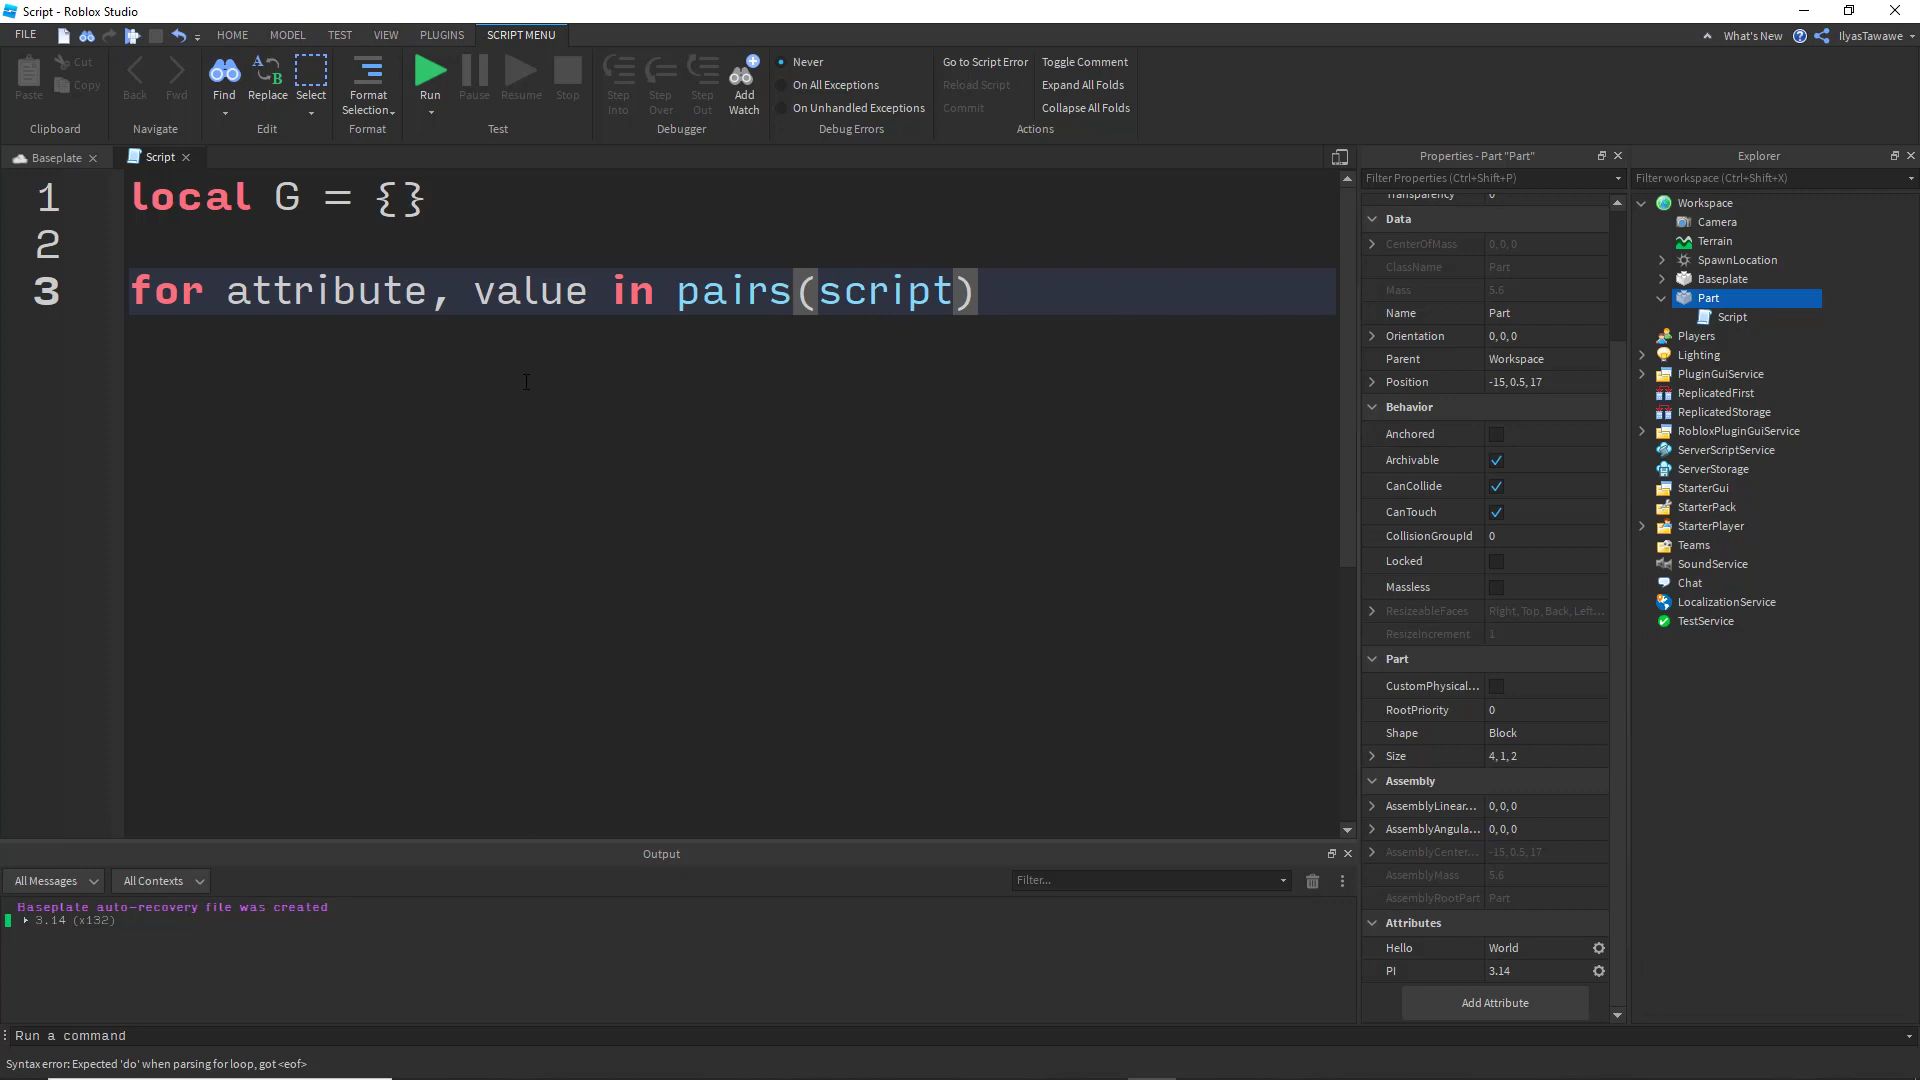 Script - Roblox Studio
FILE HOME MODEL TEST VIEW PLUGINS SCRIPT MENU What's New IlyasTawawe
Paste Cut Copy
Back Fwd
Find Replace Select
Format Selection
Run Pause Resume Stop
Step Into Step Over Step Out Add Watch
Never
On All Exceptions
On Unhandled Exceptions
Go to Script Error
Reload Script
Commit
Toggle Comment
Expand All Folds
Collapse All Folds
Clipboard Navigate Edit Format Test Debugger Debug Errors Actions
Baseplate Script
1 local G = {}
2
3 for attribute, value in pairs(script)
Output
All Messages All Contexts Filter...
Baseplate auto-recovery file was created
3.14 (x132)
Run a command
Syntax error: Expected 'do' when parsing for loop, got <eof>
Properties - Part "Part"
Filter Properties (Ctrl+Shift+P)
Transparency 0
Data
CenterOfMass 0, 0, 0
ClassName Part
Mass 5.6
Name Part
Orientation 0, 0, 0
Parent Workspace
Position -15, 0.5, 17
Behavior
Anchored
Archivable
CanCollide
CanTouch
CollisionGroupId 0
Locked
Massless
ResizeableFaces Right, Top, Back, Left...
ResizeIncrement 1
Part
CustomPhysical...
RootPriority 0
Shape Block
Size 4, 1, 2
Assembly
AssemblyLinear... 0, 0, 0
AssemblyAngula... 0, 0, 0
AssemblyCenter... -15, 0.5, 17
AssemblyMass 5.6
AssemblyRootPart Part
Attributes
Hello World
PI 3.14
Add Attribute
Explorer
Filter workspace (Ctrl+Shift+X)
Workspace
Camera
Terrain
SpawnLocation
Baseplate
Part
Script
Players
Lighting
PluginGuiService
ReplicatedFirst
ReplicatedStorage
RobloxPluginGuiService
ServerScriptService
ServerStorage
StarterGui
StarterPack
StarterPlayer
Teams
SoundService
Chat
LocalizationService
TestService